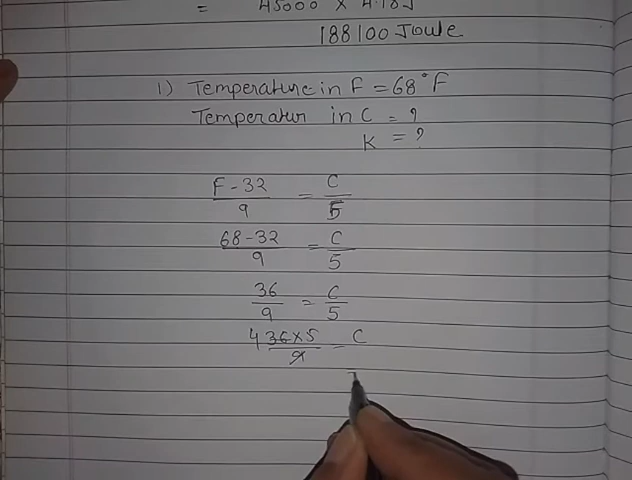 = 45000 × 4.18J
188100 Joule
1) Temperature in F = 68°F
Temperatur in C = ?
K = ?
F - 32 / 9 = C / 5
68 - 32 / 9 = C / 5
36 / 9 = C / 5
4 36×5 / 9 = C